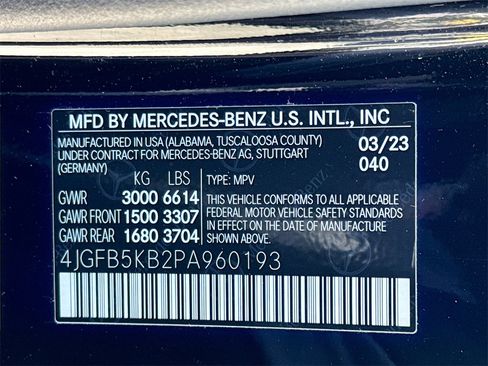 MFD BY MERCEDES-BENZ U.S. INTL., INC
MANUFACTURED IN USA (ALABAMA, TUSCALOOSA COUNTY) 03/23
UNDER CONTRACT FOR MERCEDES-BENZ AG, STUTTGART 040
(GERMANY)
KG LBS TYPE: MPV
GVWR 3000 6614
GAWR FRONT 1500 3307
GAWR REAR 1680 3704
THIS VEHICLE CONFORMS TO ALL APPLICABLE
FEDERAL MOTOR VEHICLE SAFETY STANDARDS
IN EFFECT ON THE DATE OF MANUFACTURE
SHOWN ABOVE.
4JGFB5KB2PA960193